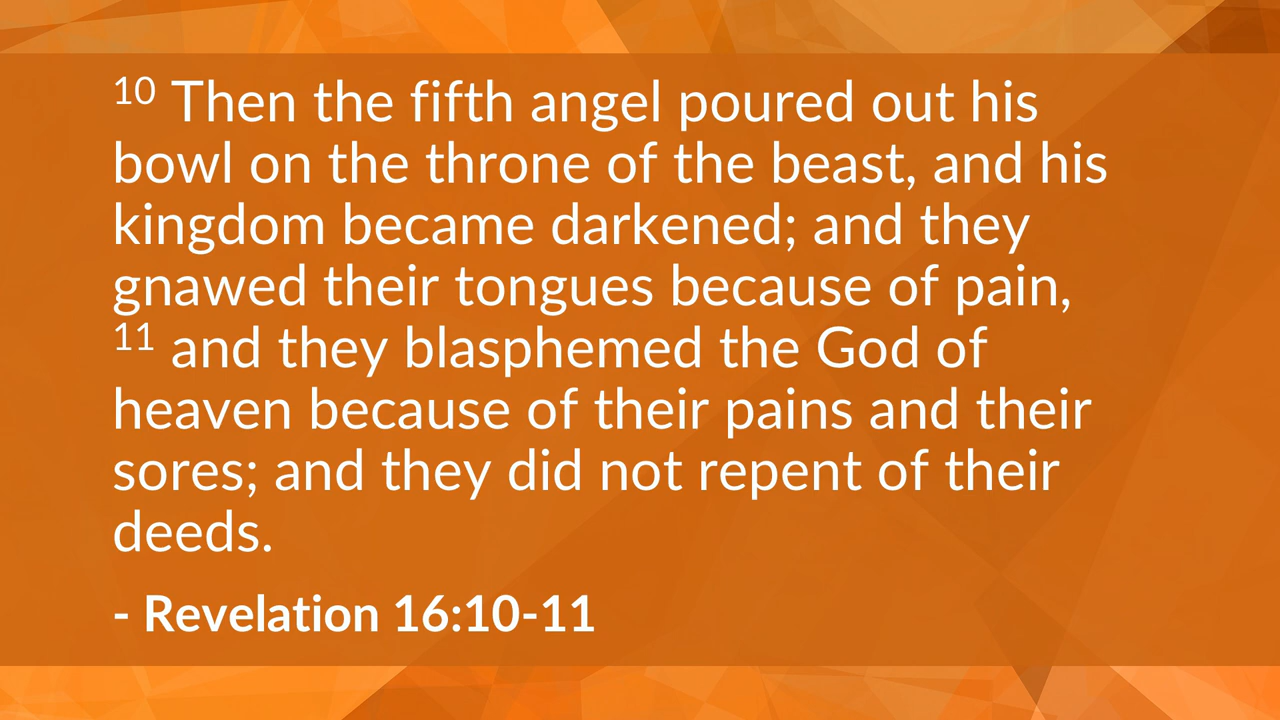 10 Then the fifth angel poured out his
bowl on the throne of the beast, and his
kingdom became darkened; and they
gnawed their tongues because of pain,
11 and they blasphemed the God of
heaven because of their pains and their
sores; and they did not repent of their
deeds.
- Revelation 16:10-11